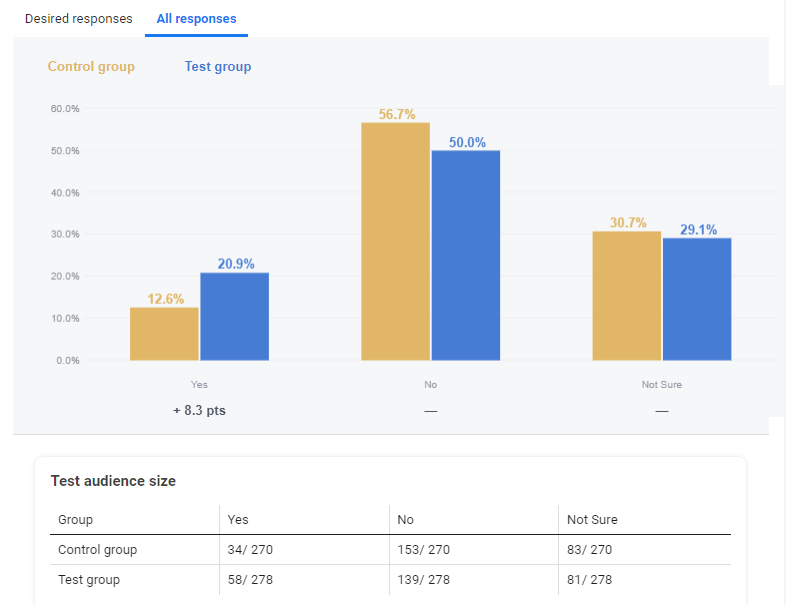 Desired responses All responses
Control group Test group
60.0%
56.7%
50.0%
50.0%
40.0%
30.7%
29.1%
30.0%
20.9%
20.0%
12.6%
10.0%
0.0%
Yes No Not Sure
+ 8.3 pts — —
Test audience size
Group Yes No Not Sure
Control group 34/ 270 153/ 270 83/ 270
Test group 58/ 278 139/ 278 81/ 278